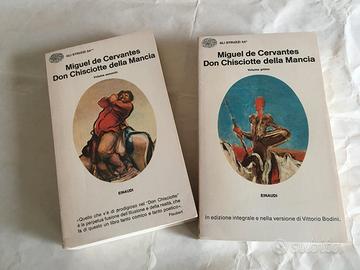 GLI STRUZZI 54**
Miguel de Cervantes
Don Chisciotte della Mancia
Volume secondo
EINAUDI
«Quello che v'è di prodigioso nel "Don Chisciotte"
è la perpetua fusione dell'illusione e della realtà, che
fa di questo un libro tanto comico e tanto poetico».
Flaubert
GLI STRUZZI 54*
Miguel de Cervantes
Don Chisciotte della Mancia
Volume primo
EINAUDI
In edizione integrale e nella versione di Vittorio Bodini.
subito